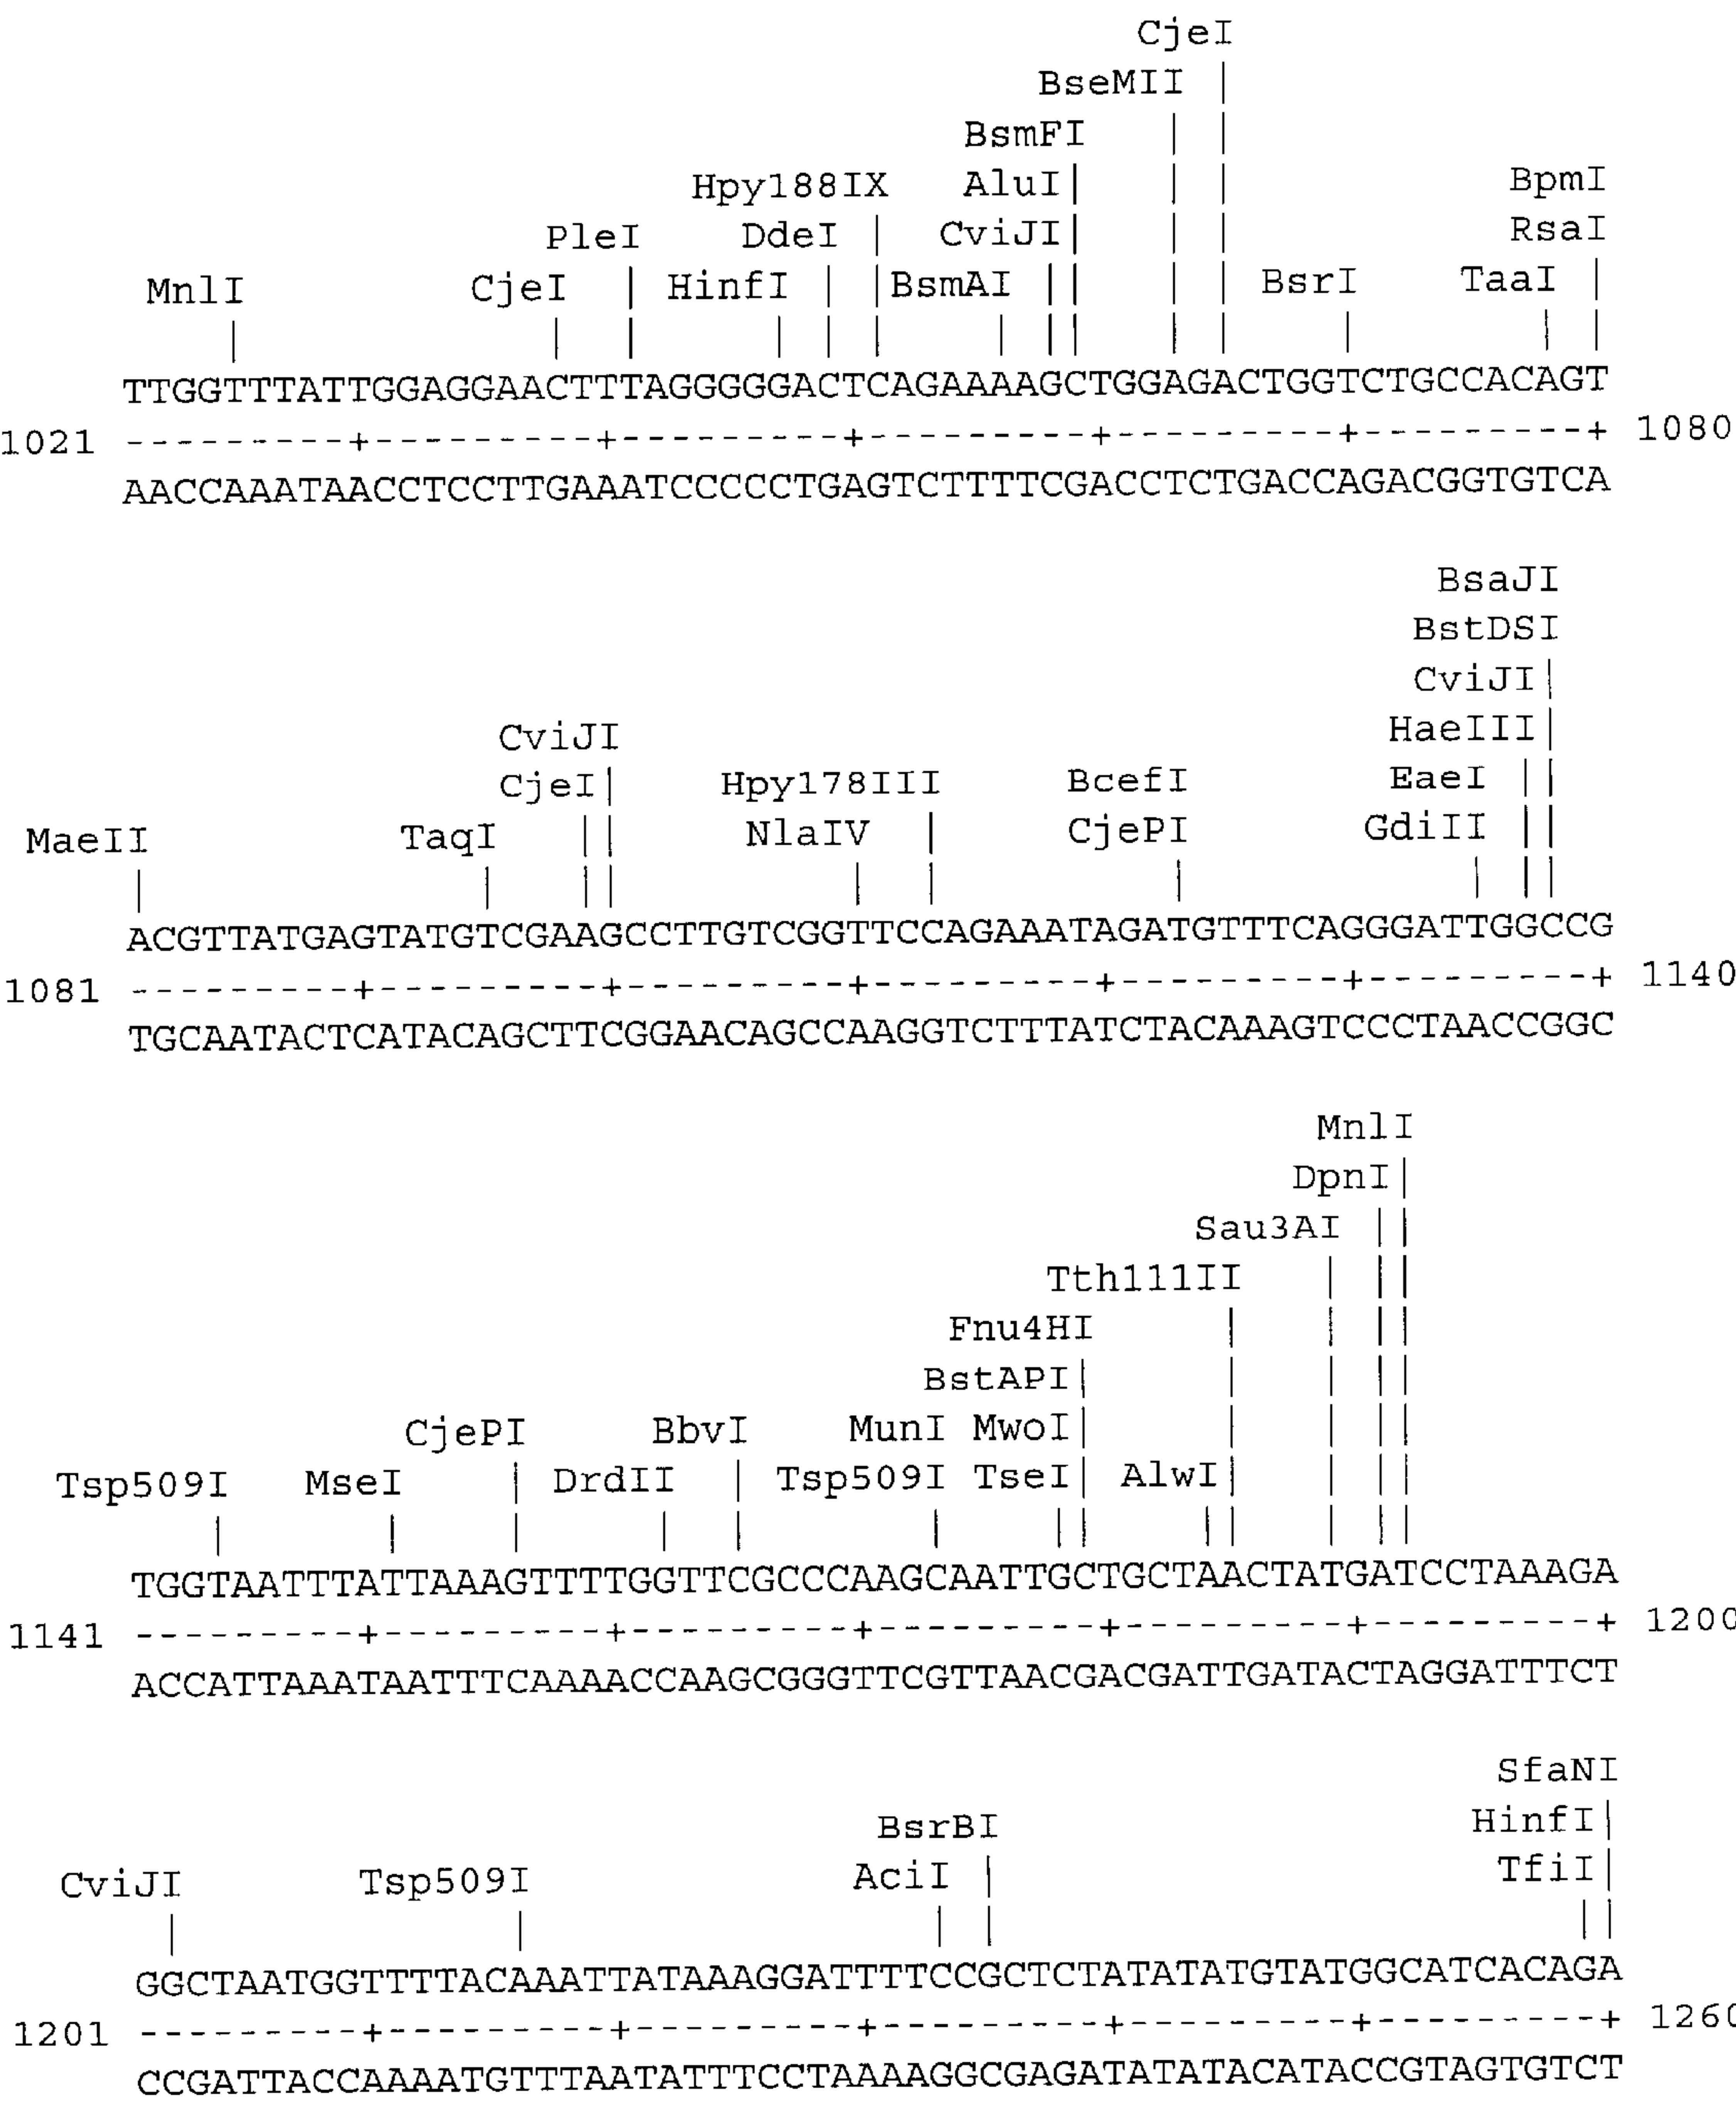 CjeI
BseMII
BsmFI
Hpy188IX AluI BpmI
PleI DdeI CviJI RsaI
MnlI CjeI HinfI BsmAI BsrI TaaI
TTGGTTTATTGGAGGAACTTTAGGGGGACTCAGAAAAGCTGGAGACTGGTCTGCCACAGT
1021 ---------+---------+---------+---------+---------+---------+ 1080
AACCAAATAACCTCCTTGAAATCCCCCTGAGTCTTTTCGACCTCTGACCAGACGGTGTCA
BsaJI
BstDSI
CviJI
CviJI HaeIII
CjeI Hpy178III BcefI EaeI
MaeII TaqI NlaIV CjePI GdiII
ACGTTATGAGTATGTCGAAGCCTTGTCGGTTCCAGAAATAGATGTTTCAGGGATTGGCCG
1081 ---------+---------+---------+---------+---------+---------+ 1140
TGCAATACTCATACAGCTTCGGAACAGCCAAGGTCTTTATCTACAAAGTCCCTAACCGGC
MnlI
DpnI
Sau3AI
Tth111II
Fnu4HI
BstAPI
CjePI BbvI MunI MwoI
Tsp509I MseI DrdII Tsp509I TseI AlwI
TGGTAATTTATTAAAGTTTTGGTTCGCCCAAGCAATTGCTGCTAACTATGATCCTAAAGA
1141 ---------+---------+---------+---------+---------+---------+ 1200
ACCATTAAATAATTTCAAAACCAAGCGGGTTCGTTAACGACGATTGATACTAGGATTTCT
SfaNI
BsrBI HinfI
CviJI Tsp509I AciI TfiI
GGCTAATGGTTTTACAAATTATAAAGGATTTTCCGCTCTATATATGTATGGCATCACAGA
1201 ---------+---------+---------+---------+---------+---------+ 1260
CCGATTACCAAAATGTTTAATATTTCCTAAAAGGCGAGATATATACATACCGTAGTGTCT